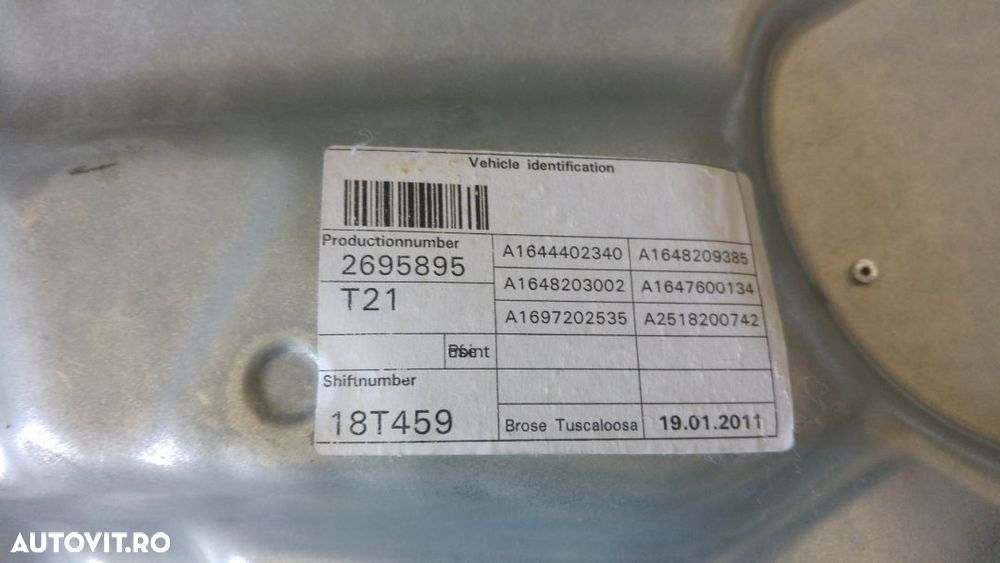 Vehicle identification
Productionnumber
2695895
T21
A1644402340 A1648209385
A1648203002 A1647600134
A1697202535 A2518200742
Shiftnumber
18T459
Brose Tuscaloosa 19.01.2011
AUTOVIT.RO